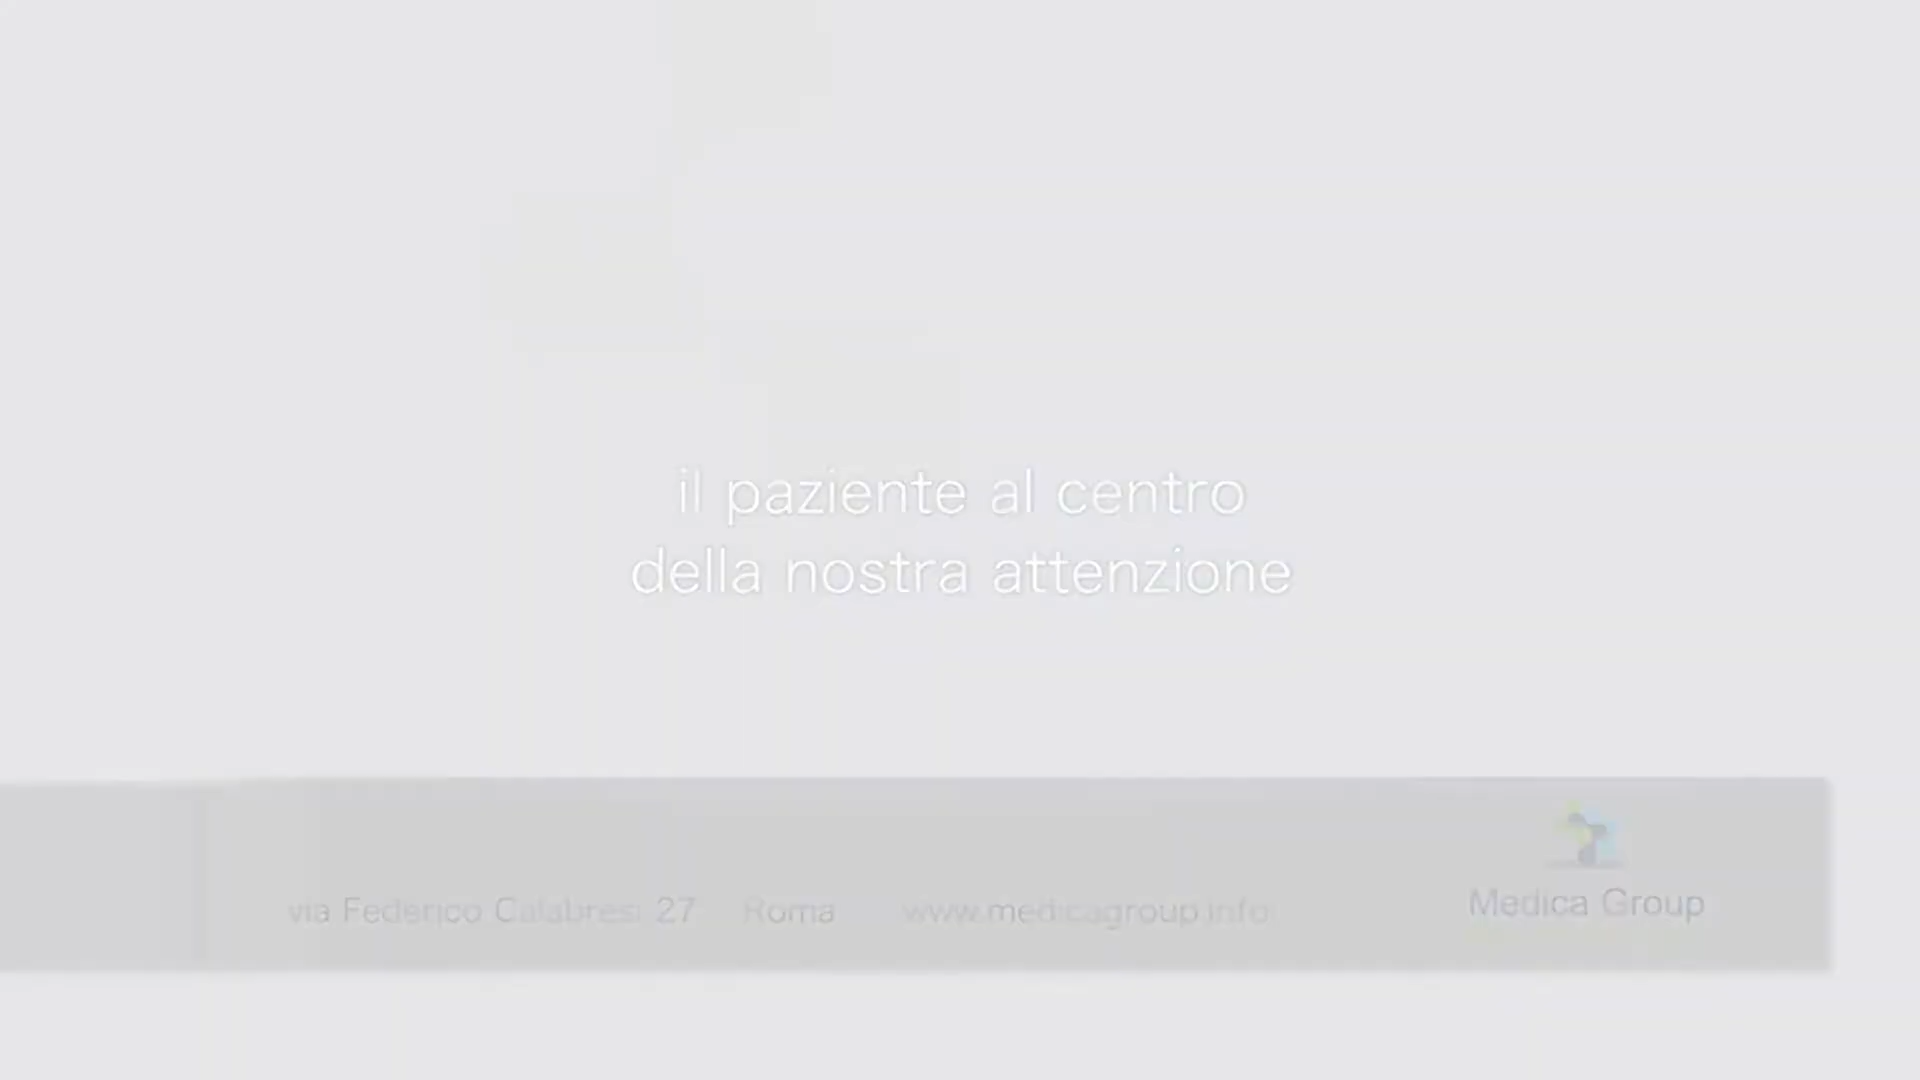 il paziente al centro
della nostra attenzione
via Federico Calabresi 27 Roma www.medicagroup.info
Medica Group